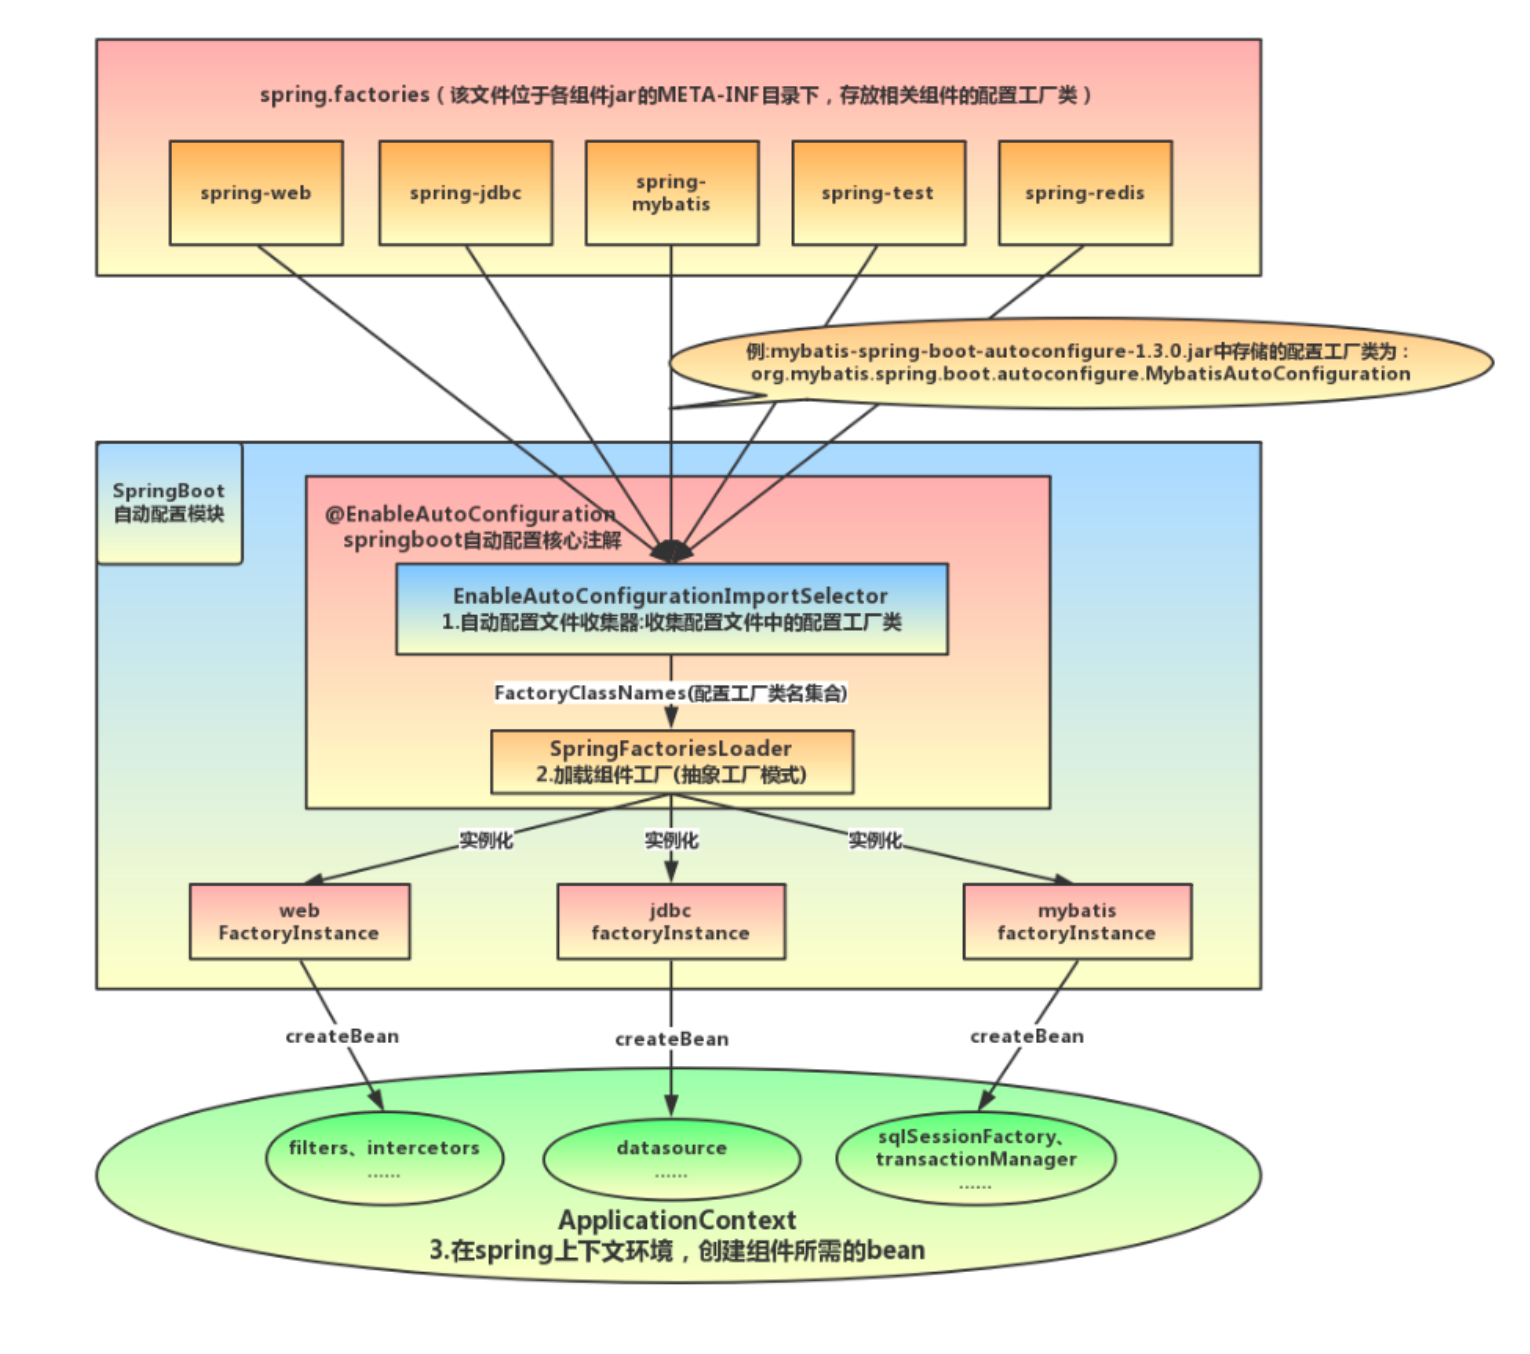 spring.factories（该文件位于各组件jar的META-INF目录下，存放相关组件的配置工厂类）
spring-web
spring-jdbc
spring-
mybatis
spring-test
spring-redis
例:mybatis-spring-boot-autoconfigure-1.3.0.jar中存储的配置工厂类为：
org.mybatis.spring.boot.autoconfigure.MybatisAutoConfiguration
SpringBoot
自动配置模块
@EnableAutoConfiguration
springboot自动配置核心注解
EnableAutoConfigurationImportSelector
1.自动配置文件收集器:收集配置文件中的配置工厂类
FactoryClassNames(配置工厂类名集合)
SpringFactoriesLoader
2.加载组件工厂(抽象工厂模式)
实例化
实例化
实例化
web
FactoryInstance
jdbc
factoryInstance
mybatis
factoryInstance
createBean
createBean
createBean
filters、intercetors
......
datasource
......
sqlSessionFactory、
transactionManager
......
ApplicationContext
3.在spring上下文环境，创建组件所需的bean